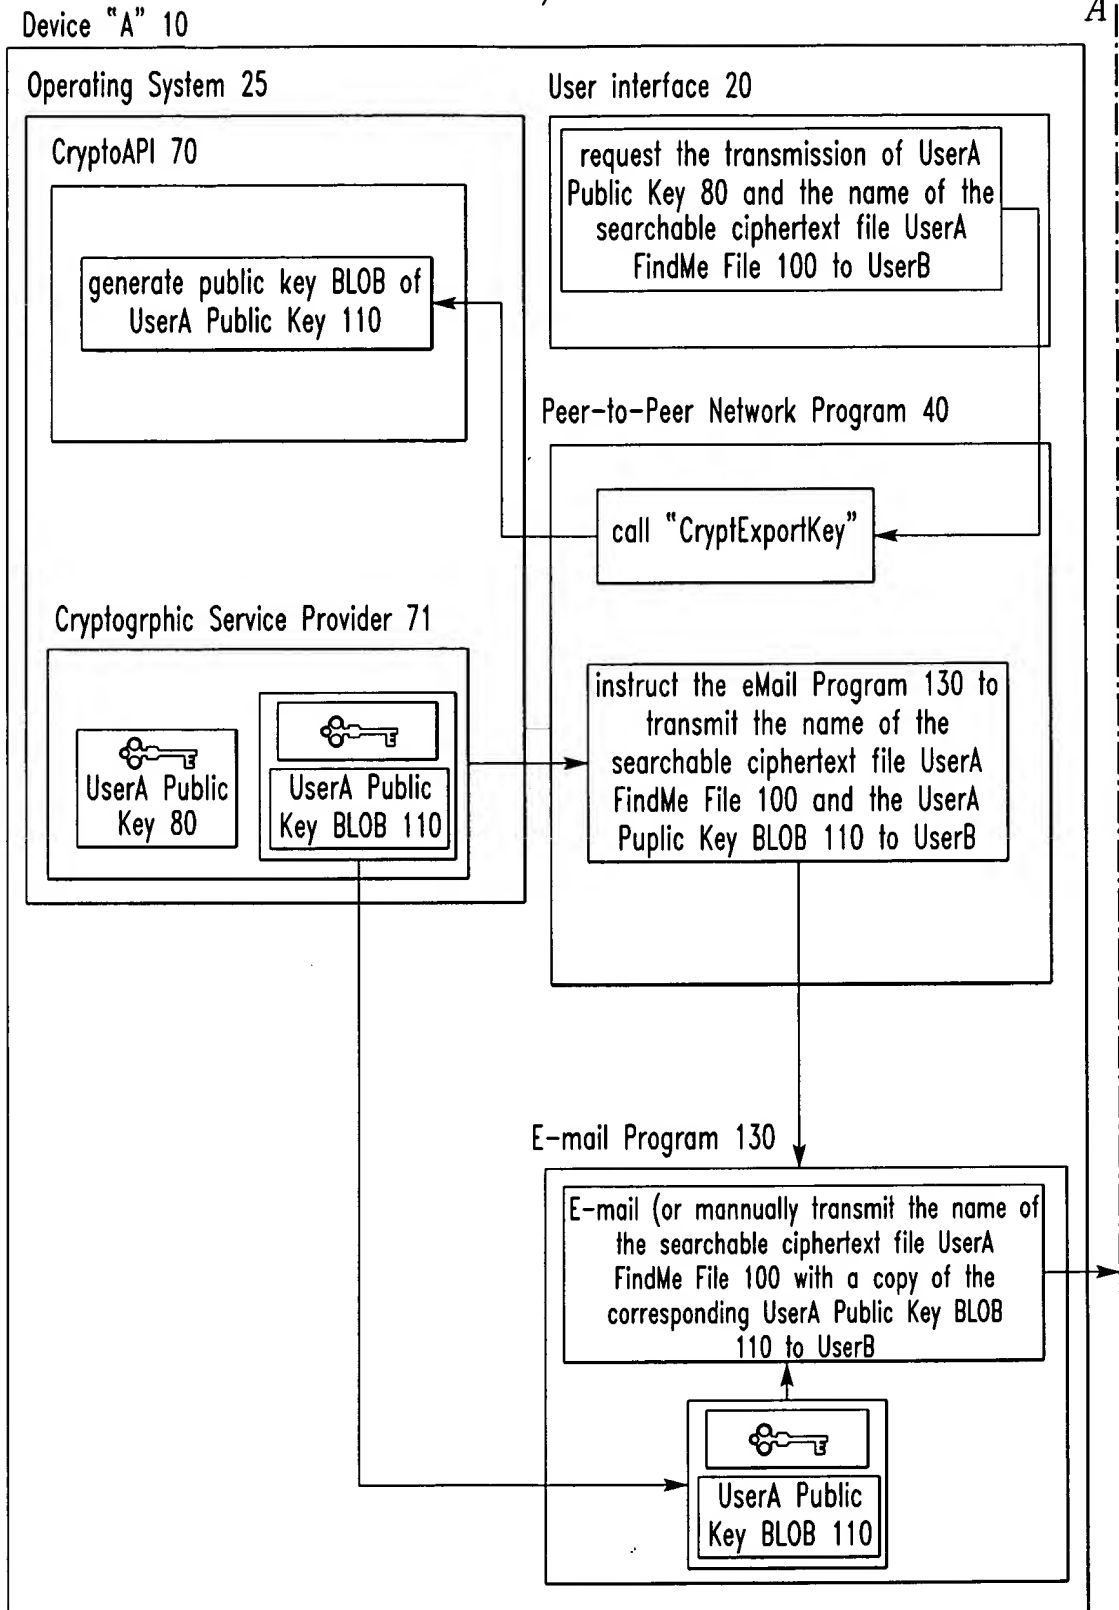 A
Device "A" 10
Operating System 25
CryptoAPI 70
generate public key BLOB of
UserA Public Key 110
User interface 20
request the transmission of UserA
Public Key 80 and the name of the
searchable ciphertext file UserA
FindMe File 100 to UserB
Peer-to-Peer Network Program 40
call "CryptExportKey"
Cryptogrphic Service Provider 71
UserA Public
Key 80
UserA Public
Key BLOB 110
instruct the eMail Program 130 to
transmit the name of the
searchable ciphertext file UserA
FindMe File 100 and the UserA
Puplic Key BLOB 110 to UserB
E-mail Program 130
E-mail (or mannually transmit the name of
the searchable ciphertext file UserA
FindMe File 100 with a copy of the
corresponding UserA Public Key BLOB
110 to UserB
UserA Public
Key BLOB 110